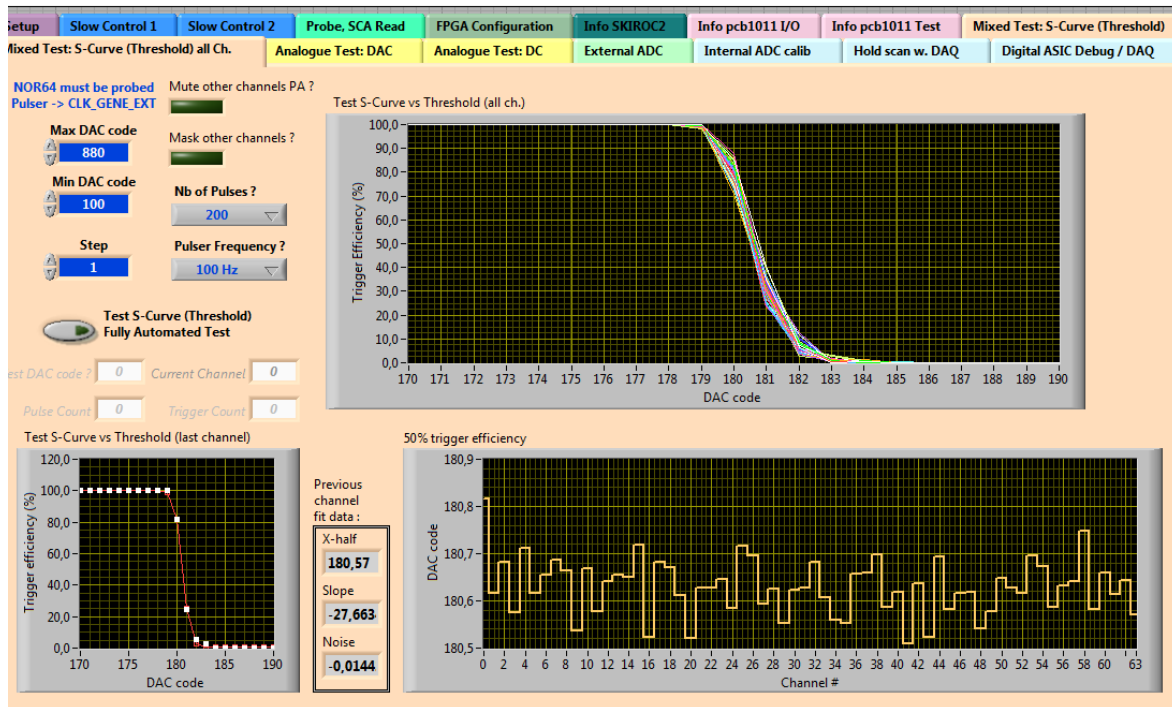 Setup Slow Control 1 Slow Control 2 Probe, SCA Read FPGA Configuration Info SKIROC2 Info pcb1011 I/O Info pcb1011 Test Mixed Test: S-Curve (Threshold)
Mixed Test: S-Curve (Threshold) all Ch. Analogue Test: DAC Analogue Test: DC External ADC Internal ADC calib Hold scan w. DAQ Digital ASIC Debug / DAQ
NOR64 must be probed
Pulser -> CLK_GENE_EXT
Mute other channels PA ?
Max DAC code
880
Mask other channels ?
Min DAC code
100
Nb of Pulses ?
200
Step
1
Pulser Frequency ?
100 Hz
Test S-Curve (Threshold)
Fully Automated Test
est DAC code ? 0 Current Channel 0
Pulse Count 0 Trigger Count 0
Test S-Curve vs Threshold (all ch.)
Trigger Efficiency (%)
100,0
90,0
80,0
70,0
60,0
50,0
40,0
30,0
20,0
10,0
0,0
170 171 172 173 174 175 176 177 178 179 180 181 182 183 184 185 186 187 188 189 190
DAC code
Test S-Curve vs Threshold (last channel)
Trigger efficiency (%)
120,0
100,0
80,0
60,0
40,0
20,0
0,0
170 175 180 185 190
DAC code
Previous
channel
fit data :
X-half
180,57
Slope
-27,663
Noise
-0,0144
50% trigger efficiency
DAC code
180,9
180,8
180,7
180,6
180,5
0 2 4 6 8 10 12 14 16 18 20 22 24 26 28 30 32 34 36 38 40 42 44 46 48 50 52 54 56 58 60 63
Channel #